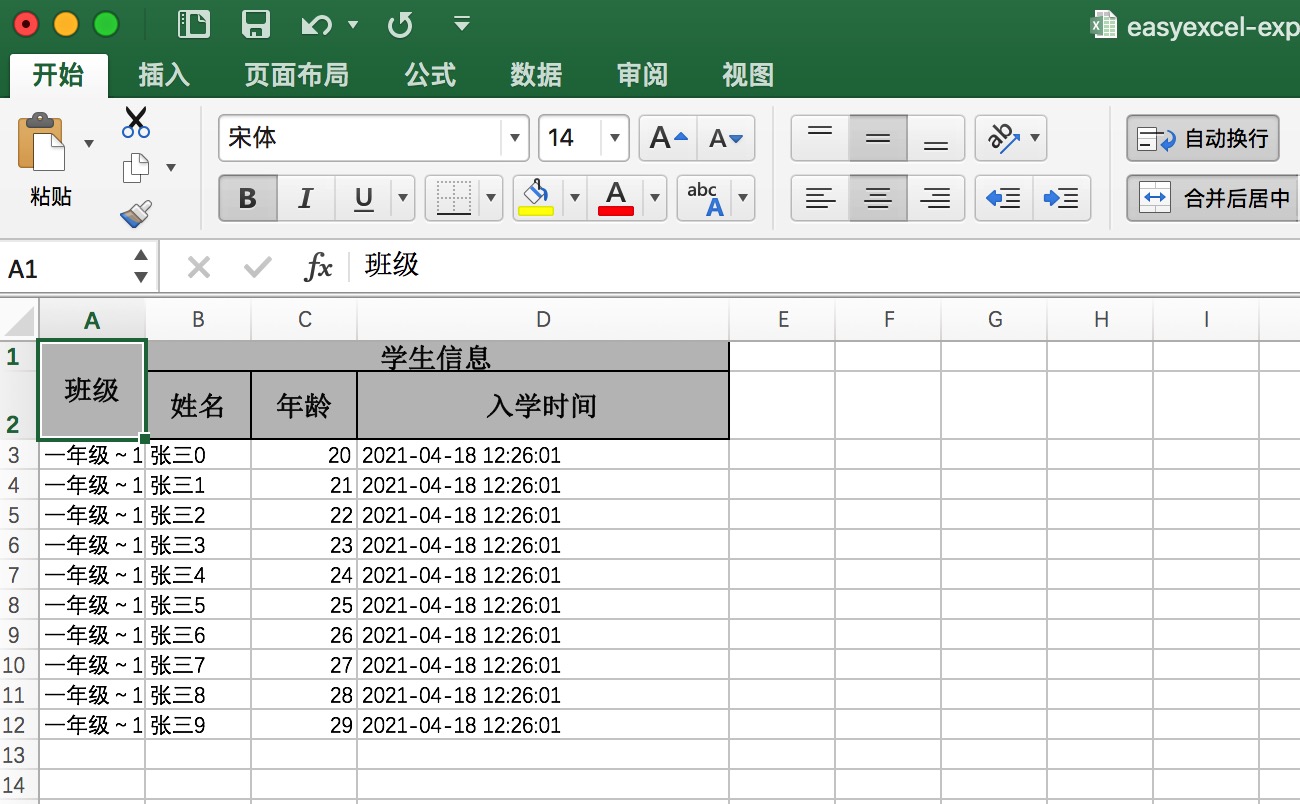 easyexcel-exp
开始 插入 页面布局 公式 数据 审阅 视图
宋体 14 A A ab 自动换行
粘贴 B I U A abc A 合并后居中
A1 fx 班级
A B C D E F G H I
1 学生信息
班级
2 姓名 年龄 入学时间
3 一年级~1 张三0 20 2021-04-18 12:26:01
4 一年级~1 张三1 21 2021-04-18 12:26:01
5 一年级~1 张三2 22 2021-04-18 12:26:01
6 一年级~1 张三3 23 2021-04-18 12:26:01
7 一年级~1 张三4 24 2021-04-18 12:26:01
8 一年级~1 张三5 25 2021-04-18 12:26:01
9 一年级~1 张三6 26 2021-04-18 12:26:01
10 一年级~1 张三7 27 2021-04-18 12:26:01
11 一年级~1 张三8 28 2021-04-18 12:26:01
12 一年级~1 张三9 29 2021-04-18 12:26:01
13
14